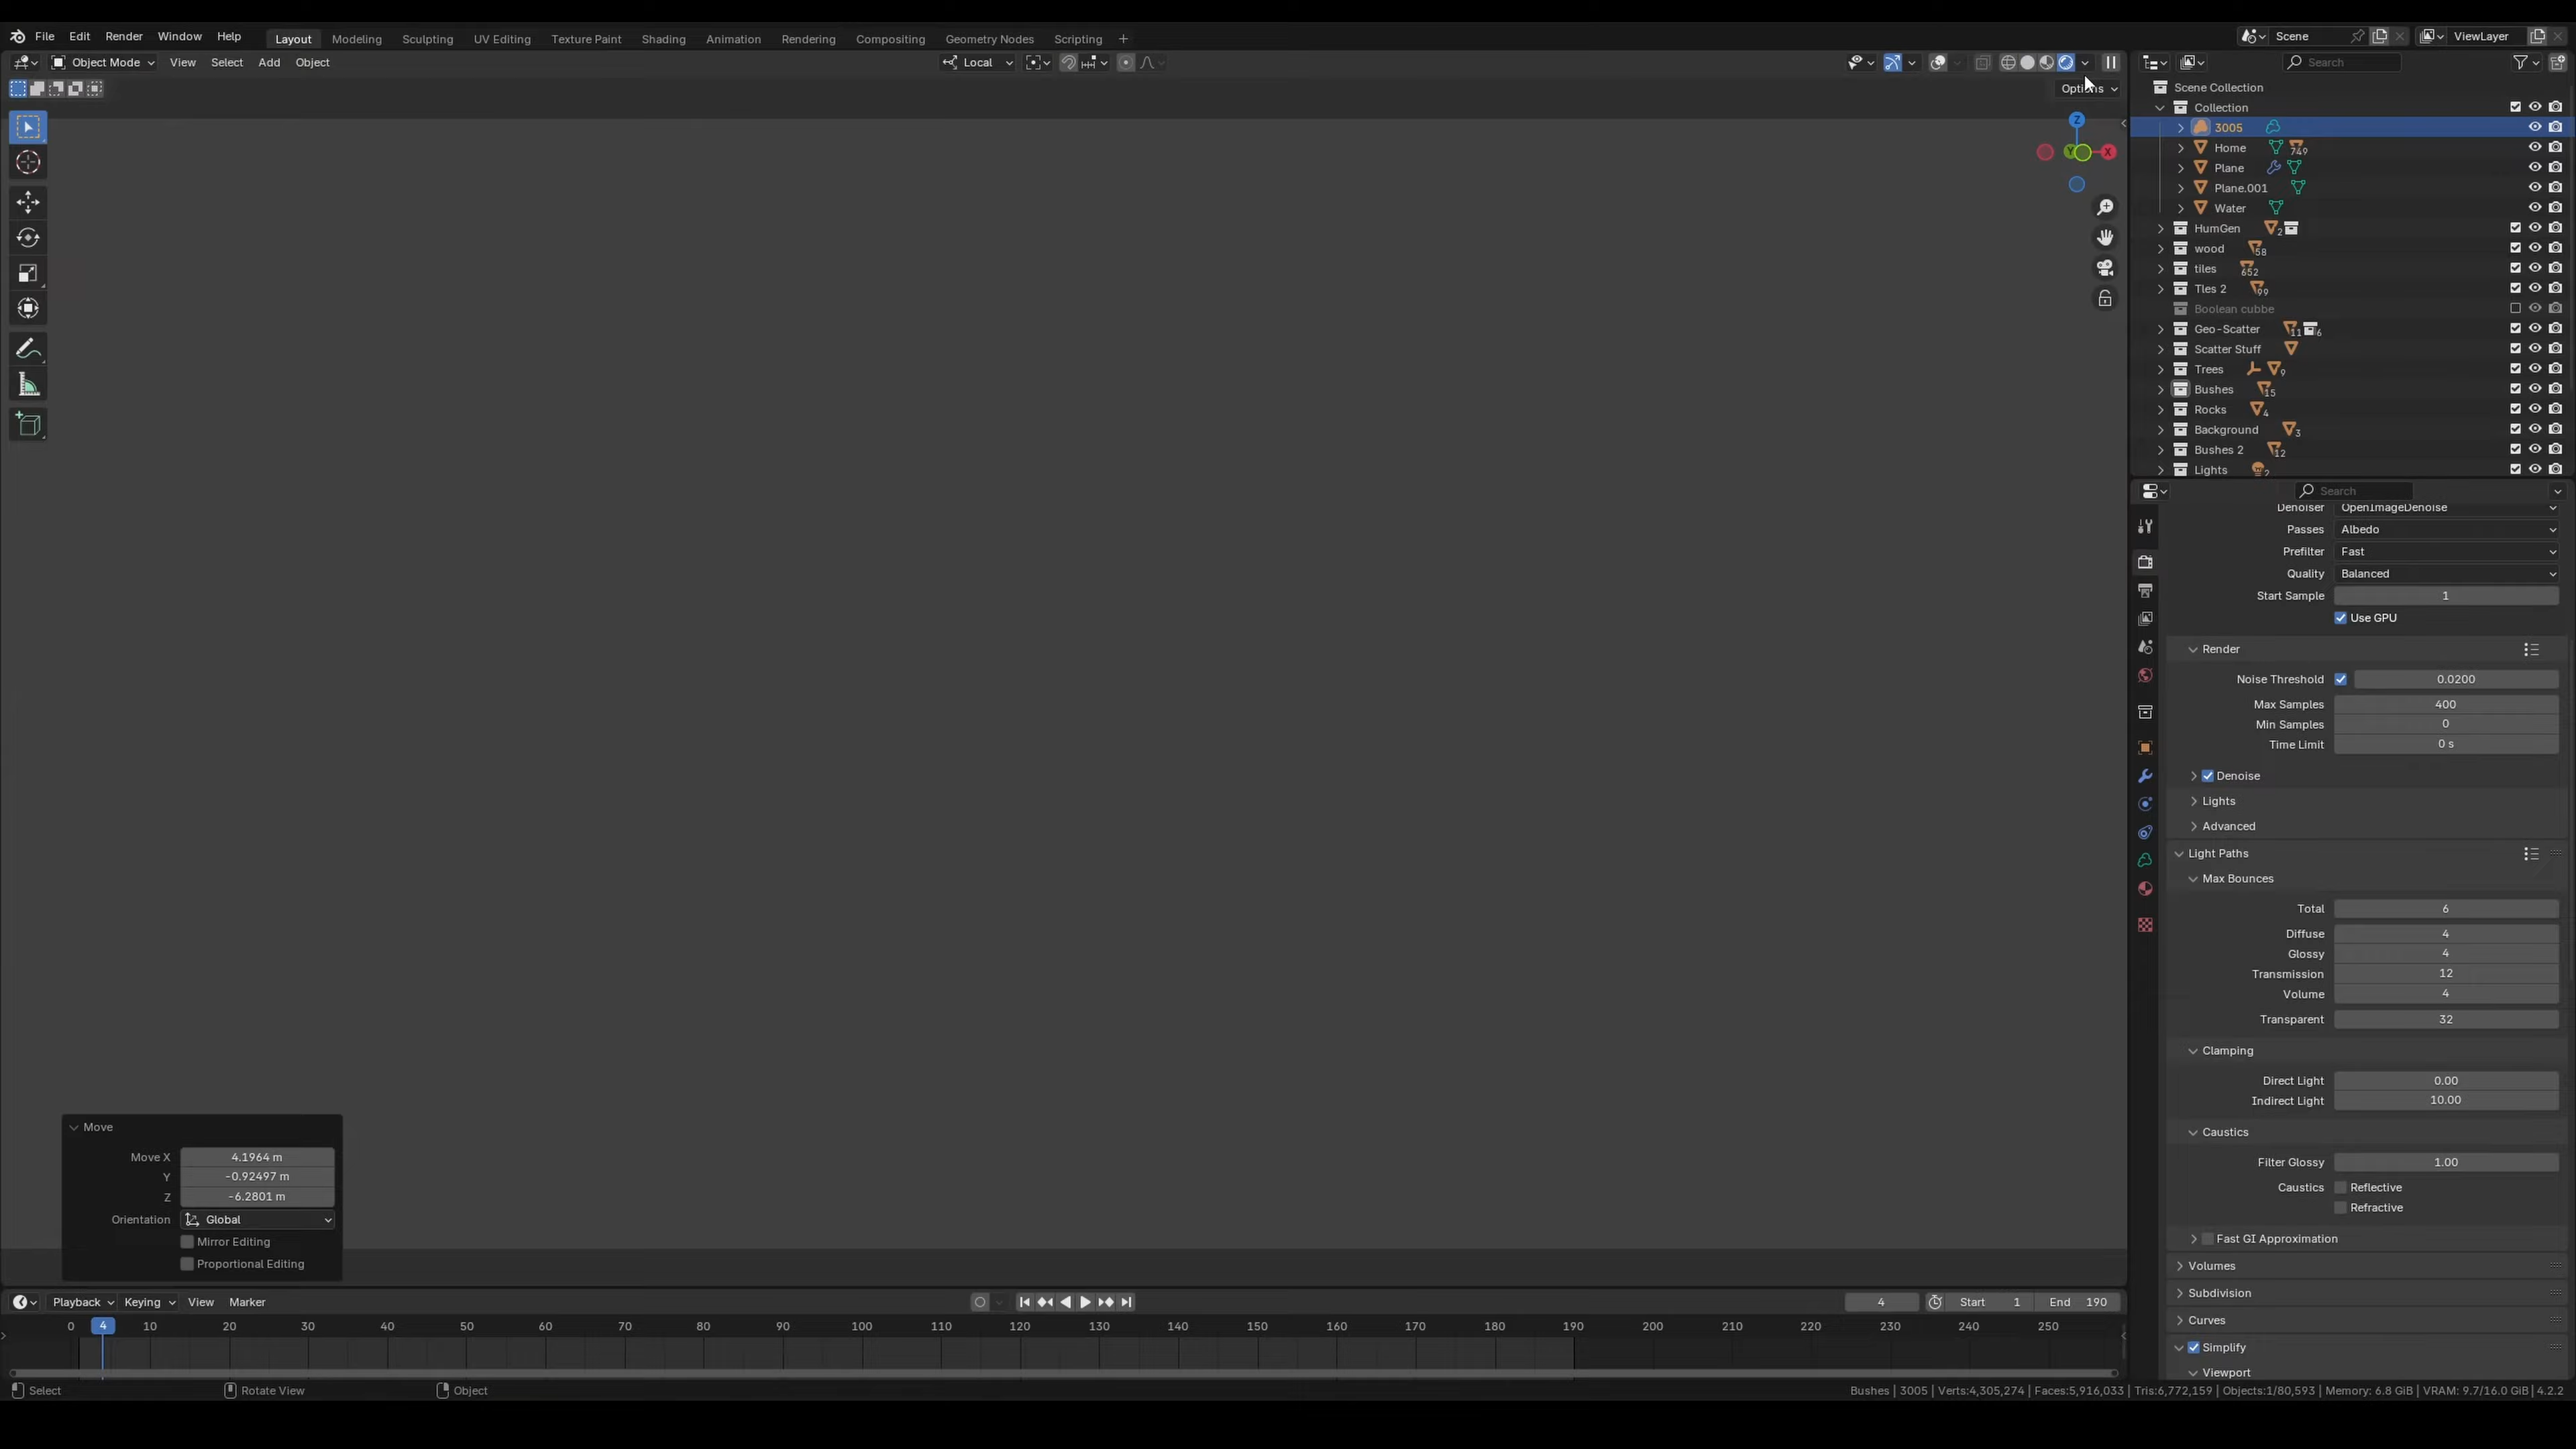 File Edit Render Window Help Layout Modeling Sculpting UV Editing Texture Paint Shading Animation Rendering Compositing Geometry Nodes Scripting + Scene ViewLayer
Object Mode View Select Add Object Local Search
Options
Scene Collection
Collection
3005
Home 749
Plane
Plane.001
Water
HumGen 2
wood 58
tiles 652
Tles 2 99
Boolean cubbe
Geo-Scatter 11 6
Scatter Stuff
Trees 9
Bushes 15
Rocks 4
Background 3
Bushes 2 12
Lights 2
Z
Y X
Search
Denoiser OpenImageDenoise
Passes Albedo
Prefilter Fast
Quality Balanced
Start Sample 1
Use GPU
Render
Noise Threshold 0.0200
Max Samples 400
Min Samples 0
Time Limit 0 s
Denoise
Lights
Advanced
Light Paths
Max Bounces
Total 6
Diffuse 4
Glossy 4
Transmission 12
Volume 4
Transparent 32
Clamping
Direct Light 0.00
Indirect Light 10.00
Caustics
Filter Glossy 1.00
Caustics Reflective
Refractive
Fast GI Approximation
Volumes
Subdivision
Curves
Simplify
Viewport
Move
Move X 4.1964 m
Y -0.92497 m
Z -6.2801 m
Orientation Global
Mirror Editing
Proportional Editing
Playback Keying View Marker 4 Start 1 End 190
0 4 10 20 30 40 50 60 70 80 90 100 110 120 130 140 150 160 170 180 190 200 210 220 230 240 250
Select Rotate View Object Bushes | 3005 | Verts:4,305,274 | Faces:5,916,033 | Tris:6,772,159 | Objects:1/80,593 | Memory: 6.8 GiB | VRAM: 9.7/16.0 GiB | 4.2.2